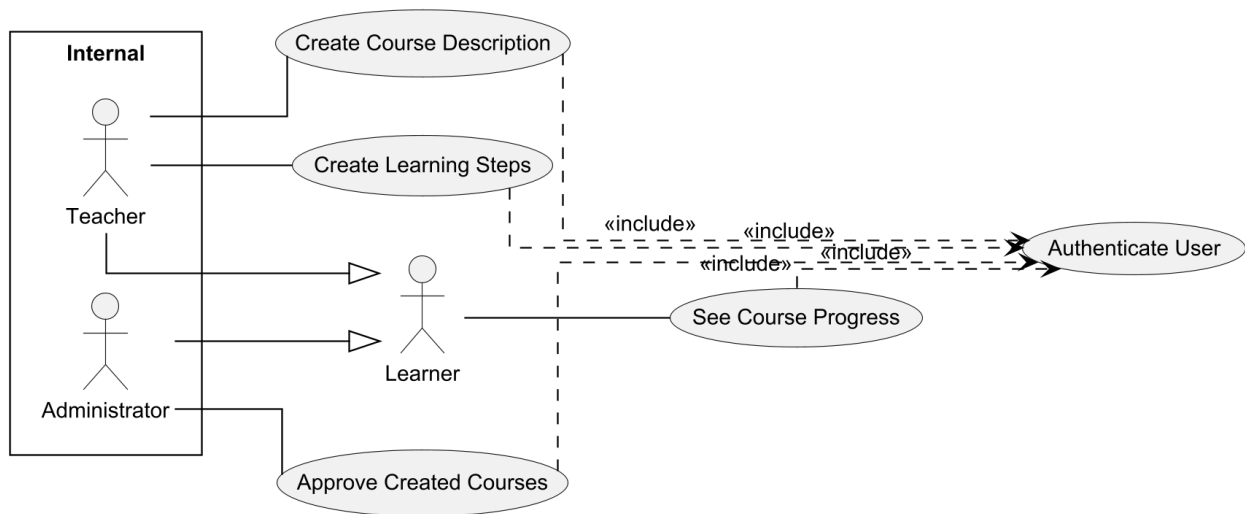 Internal
Create Course Description
Create Learning Steps
Teacher
«include»
«include»
«include»
«include»
Authenticate User
See Course Progress
Learner
Administrator
Approve Created Courses